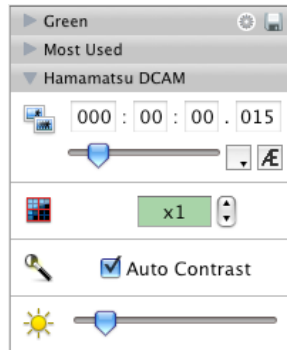 Green
Most Used
Hamamatsu DCAM
000 : 00 : 00 . 015
Æ
x1
Auto Contrast